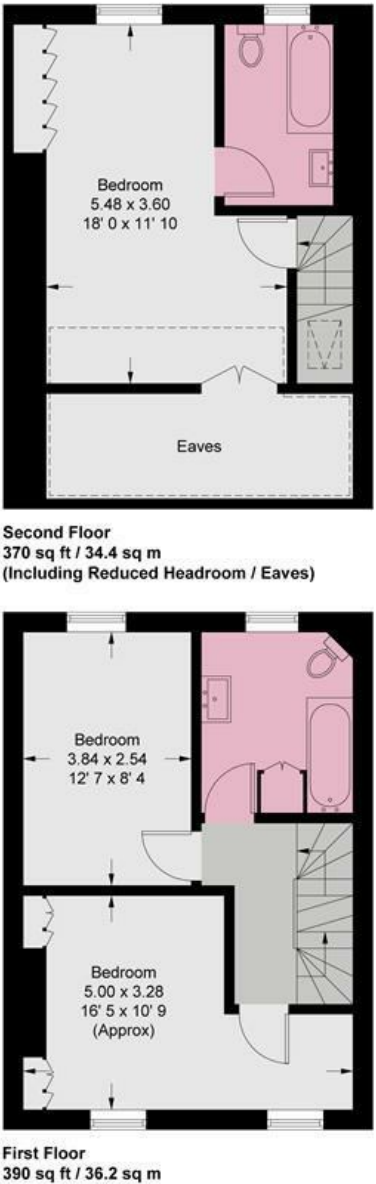 Bedroom
5.48 x 3.60
18' 0 x 11' 10
Eaves
Second Floor
370 sq ft / 34.4 sq m
(Including Reduced Headroom / Eaves)
Bedroom
3.84 x 2.54
12' 7 x 8' 4
Bedroom
5.00 x 3.28
16' 5 x 10' 9
(Approx)
First Floor
390 sq ft / 36.2 sq m